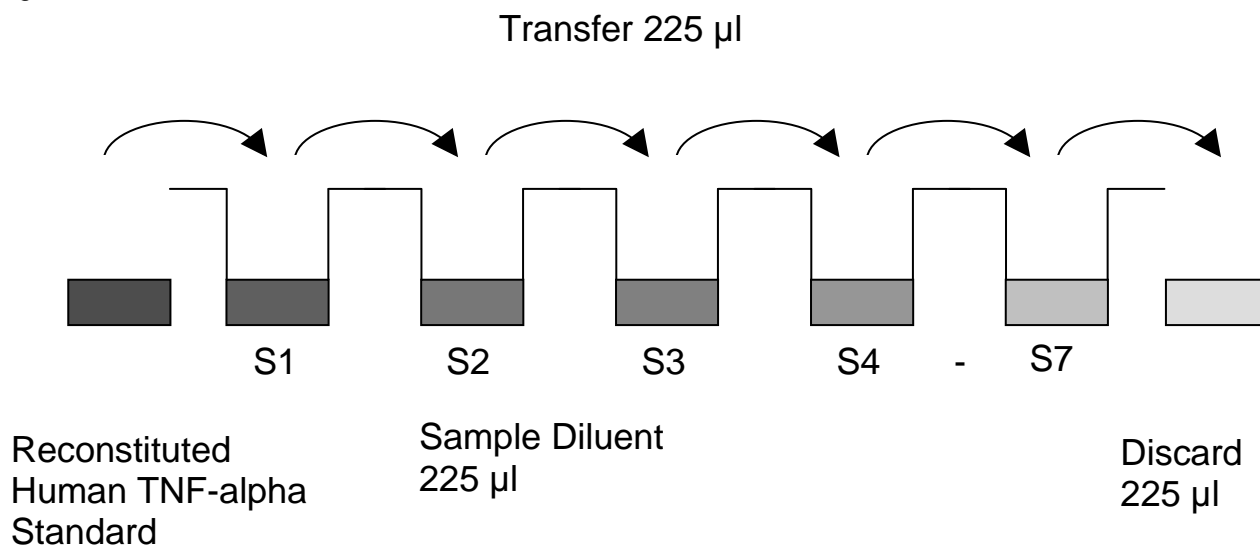 Transfer 225 µl
S1 S2 S3 S4 - S7
Reconstituted
Human TNF-alpha
Standard
Sample Diluent
225 µl
Discard
225 µl